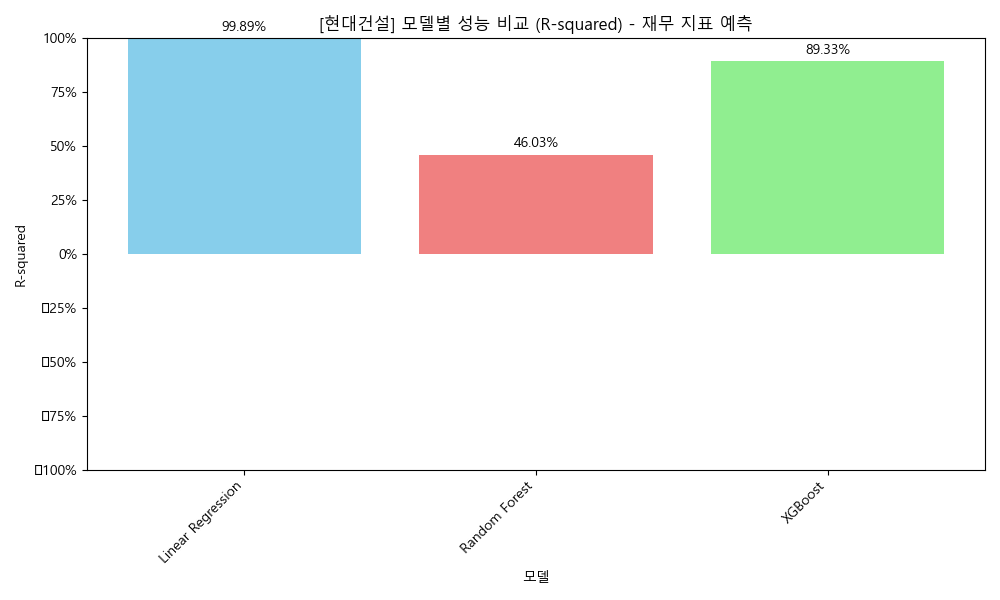 [현대건설] 모델별 성능 비교 (R-squared) - 재무 지표 예측
99.89%
46.03%
89.33%
R-squared
100%
75%
50%
25%
0%
▯25%
▯50%
▯75%
▯100%
Linear Regression
Random Forest
XGBoost
모델